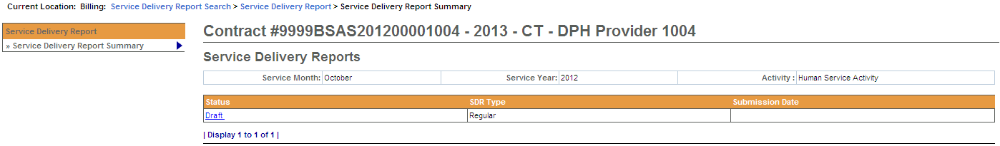 Current Location: Billing: Service Delivery Report Search > Service Delivery Report > Service Delivery Report Summary
Service Delivery Report
» Service Delivery Report Summary
Contract #9999BSAS201200001004 - 2013 - CT - DPH Provider 1004
Service Delivery Reports
Service Month: October Service Year: 2012 Activity : Human Service Activity
Status SDR Type Submission Date
Draft Regular
| Display 1 to 1 of 1 |